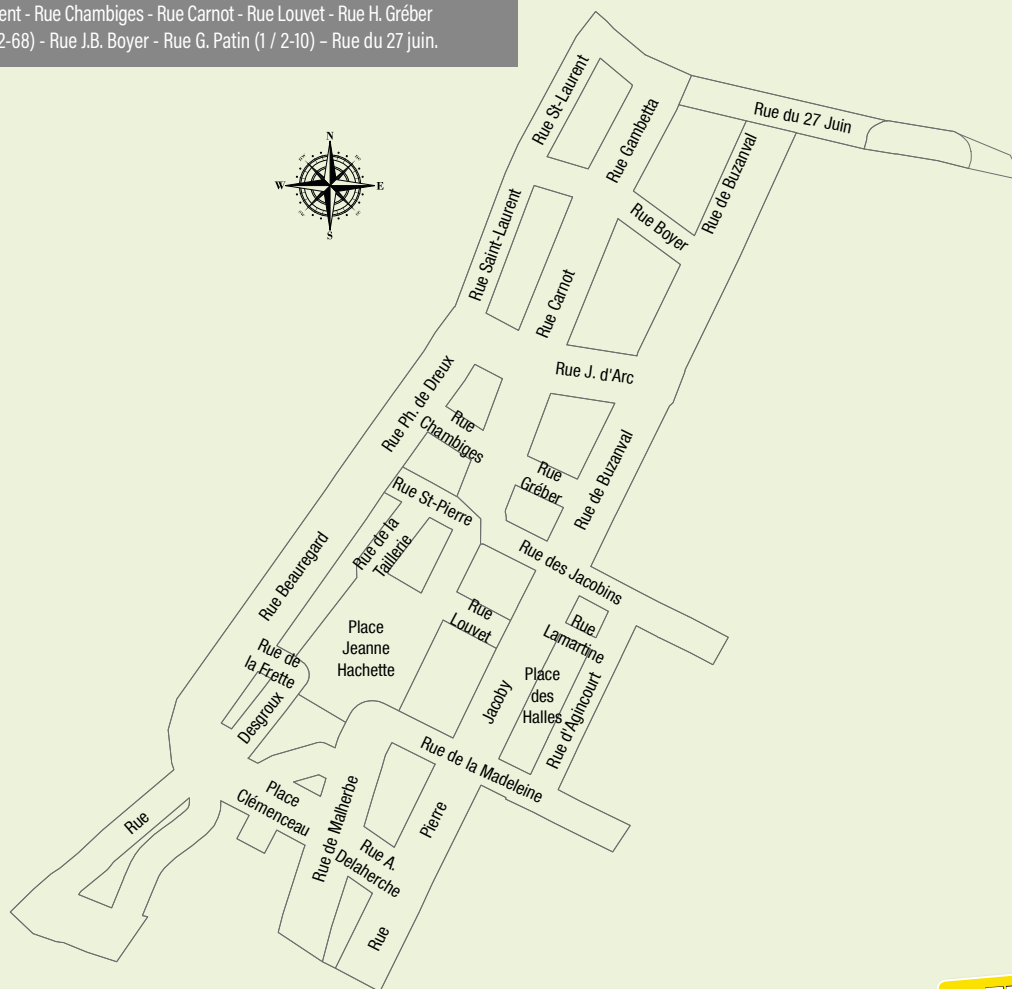 ent - Rue Chambiges - Rue Carnot - Rue Louvet - Rue H. Gréber
2-68) - Rue J.B. Boyer - Rue G. Patin (1 / 2-10) – Rue du 27 juin.
N
W
E
S
Rue St-Laurent
Rue Gambetta
Rue du 27 Juin
Rue de Buzanval
Rue Boyer
Rue Saint-Laurent
Rue Carnot
Rue J. d'Arc
Rue Ph. de Dreux
Rue
Chambiges
Rue
Gréber
Rue de Buzanval
Rue St-Pierre
Rue de la
Taillerie
Rue des Jacobins
Rue Beauregard
Rue
Louvet
Rue
Lamartine
Place
Jeanne
Hachette
Rue de
la Frette
Desgroux
Jacoby
Place
des
Halles
Rue d'Agincourt
Rue de la Madeleine
Place
Clémenceau
Rue de Malherbe
Pierre
Rue
Rue A.
Delaherche
Rue